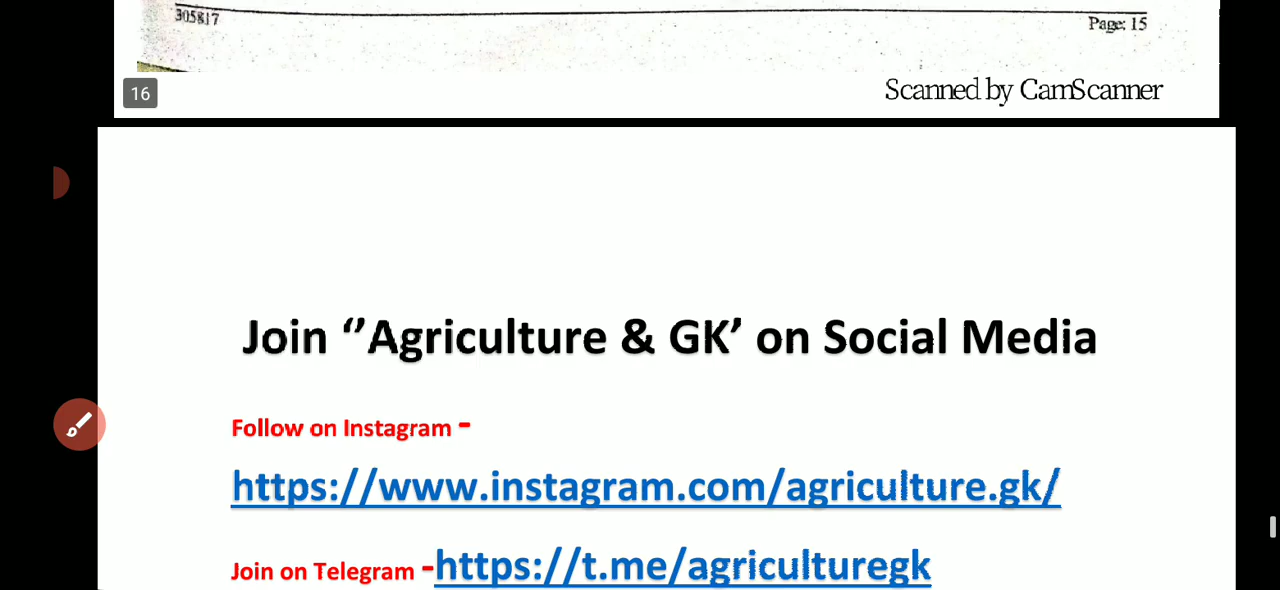 305817
Page: 15
16
Scanned by CamScanner
Join ‘’Agriculture & GK’ on Social Media
Follow on Instagram -
https://www.instagram.com/agriculture.gk/
Join on Telegram -https://t.me/agriculturegk